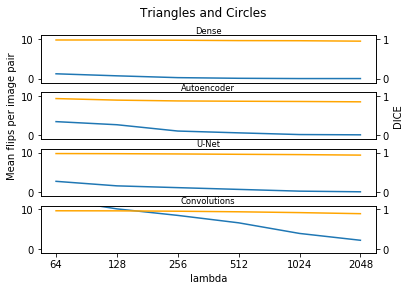 Triangles and Circles
Dense
10
0
1
0
Autoencoder
10
0
1
0
U-Net
10
0
1
0
Convolutions
10
0
1
0
64 128 256 512 1024 2048
lambda
Mean flips per image pair
DICE